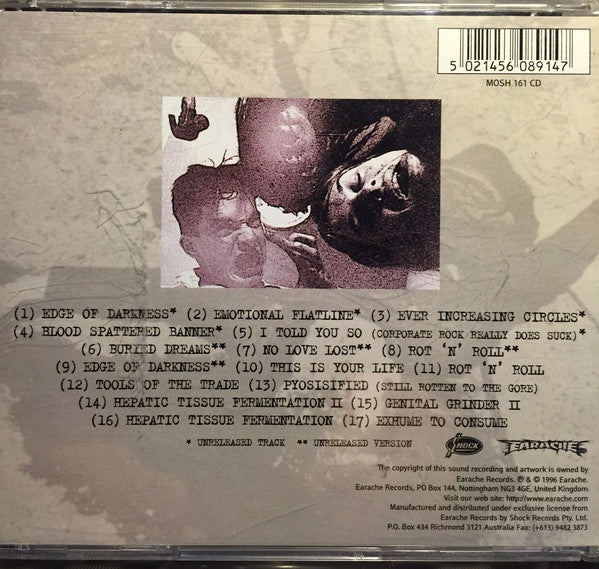 5 021456 089147
MOSH 161 CD
(1) EDGE OF DARKNESS* (2) EMOTIONAL FLATLINE* (3) EVER INCREASING CIRCLES*
(4) BLOOD SPATTERED BANNER* (5) I TOLD YOU SO (CORPORATE ROCK REALLY DOES SUCK)*
(6) BURIED DREAMS** (7) NO LOVE LOST** (8) ROT 'N' ROLL**
(9) EDGE OF DARKNESS** (10) THIS IS YOUR LIFE (11) ROT 'N' ROLL
(12) TOOLS OF THE TRADE (13) PYOSISIFIED (STILL ROTTEN TO THE GORE)
(14) HEPATIC TISSUE FERMENTATION II (15) GENITAL GRINDER II
(16) HEPATIC TISSUE FERMENTATION (17) EXHUME TO CONSUME
* UNRELEASED TRACK ** UNRELEASED VERSION
SHOCK EARACHE
The copyright of this sound recording and artwork is owned by
Earache Records. ℗ & © 1996 Earache.
Earache Records, PO Box 144, Nottingham NG3 4GE, United Kingdom
Visit our web site: http://www.earache.com
Manufactured and distributed under exclusive license from
Earache Records by Shock Records Pty. Ltd.
P.O. Box 434 Richmond 3121 Australia Fax: (+613) 9482 3873